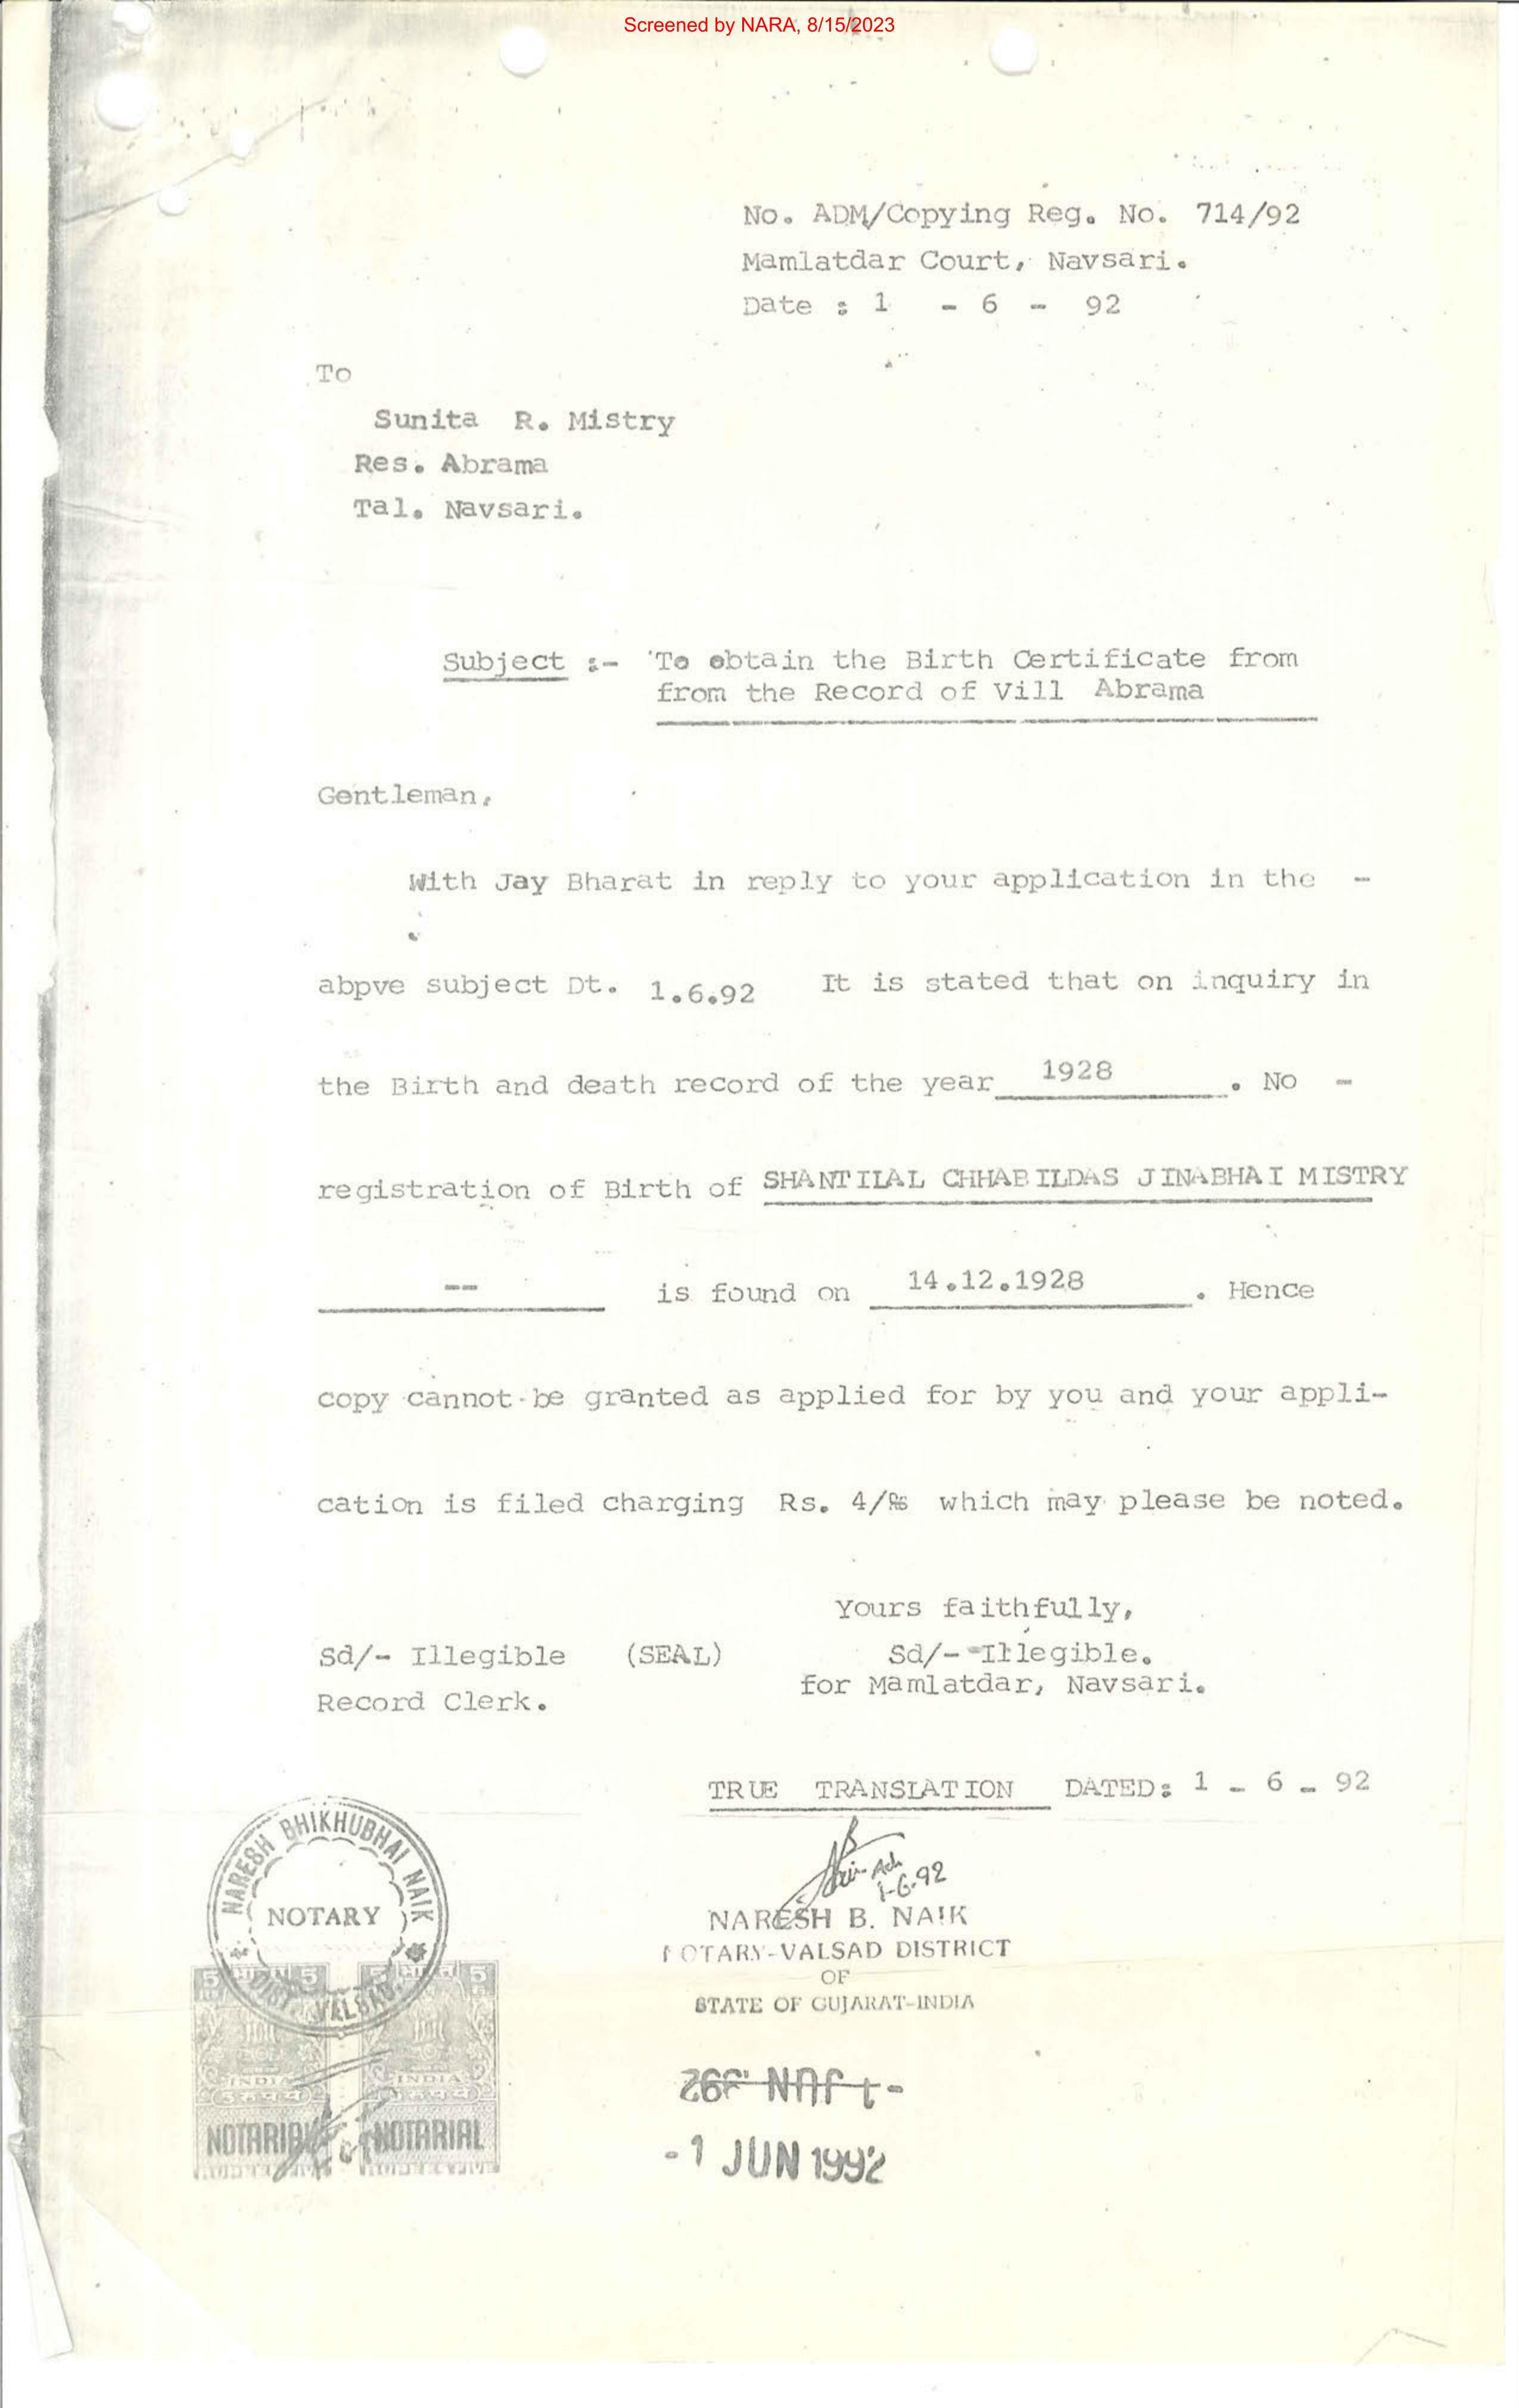 Screened by NARA, 8/15/2023
No. ADM/Copying Reg. No. 714/92
Mamlatdar Court, Navsari.
Date : 1 - 6 - 92
To
Sunita R. Mistry
Res. Abrama
Tal. Navsari.
Subject :- 'To obtain the Birth Certificate from
from the Record of Vill Abrama
Gentleman,
With Jay Bharat in reply to your application in the -
abpve subject Dt. 1.6.92 It is stated that on inquiry in
the Birth and death record of the year 1928 . No -
registration of Birth of SHANTILAL CHHABILDAS JINABHAI MISTRY
-- is found on 14.12.1928 . Hence
copy cannot be granted as applied for by you and your appli-
cation is filed charging Rs. 4/ which may please be noted.
Yours faithfully,
Sd/- Illegible (SEAL) Sd/- Illegible.
for Mamlatdar, Navsari.
Record Clerk.
TRUE TRANSLATION DATED: 1 - 6 - 92
1-6-92
NARESH BHIKHUBHAI NAIK
NOTARY
DIST. VALSAD.
NARESH B. NAIK
NOTARY-VALSAD DISTRICT
OF
STATE OF GUJARAT-INDIA
5 भारत 5 5 भारत 5
INDIA INDIA
NOTARIAL NOTARIAL
-1 JUN 1992